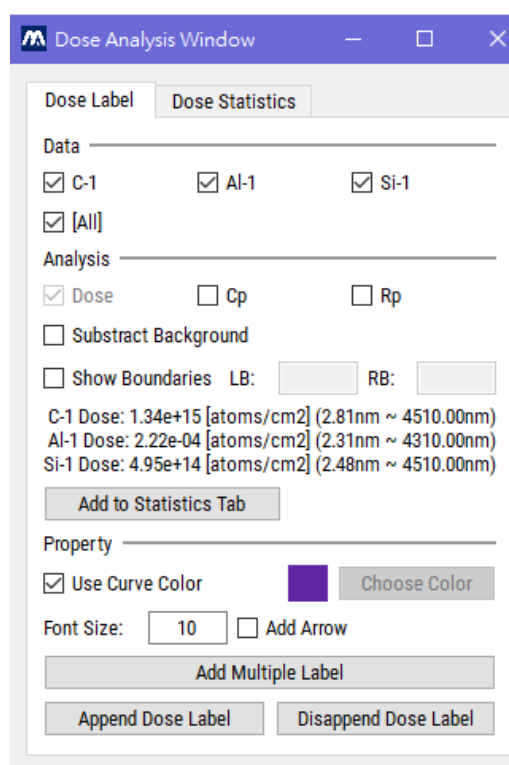 Dose Analysis Window
Dose Label Dose Statistics
Data
C-1 Al-1 Si-1
[All]
Analysis
Dose Cp Rp
Substract Background
Show Boundaries LB: RB:
C-1 Dose: 1.34e+15 [atoms/cm2] (2.81nm ~ 4510.00nm)
Al-1 Dose: 2.22e-04 [atoms/cm2] (2.31nm ~ 4310.00nm)
Si-1 Dose: 4.95e+14 [atoms/cm2] (2.48nm ~ 4510.00nm)
Add to Statistics Tab
Property
Use Curve Color Choose Color
Font Size: 10 Add Arrow
Add Multiple Label
Append Dose Label Disappend Dose Label